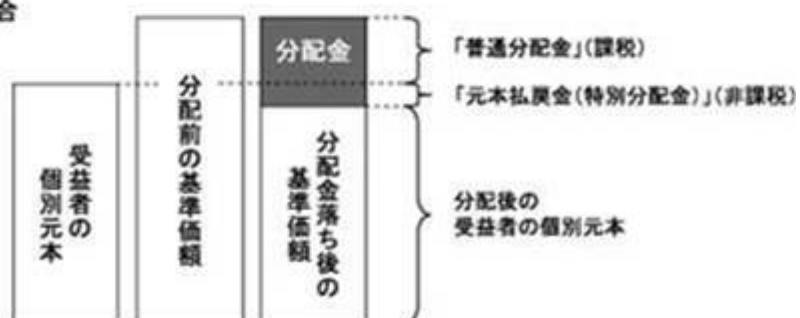 合
分配金
「普通分配金」(課税)
「元本払戻金(特別分配金)」(非課税)
受益者の
個別元本
分配前の基準価額
分配金落ち後の
基準価額
分配後の
受益者の個別元本